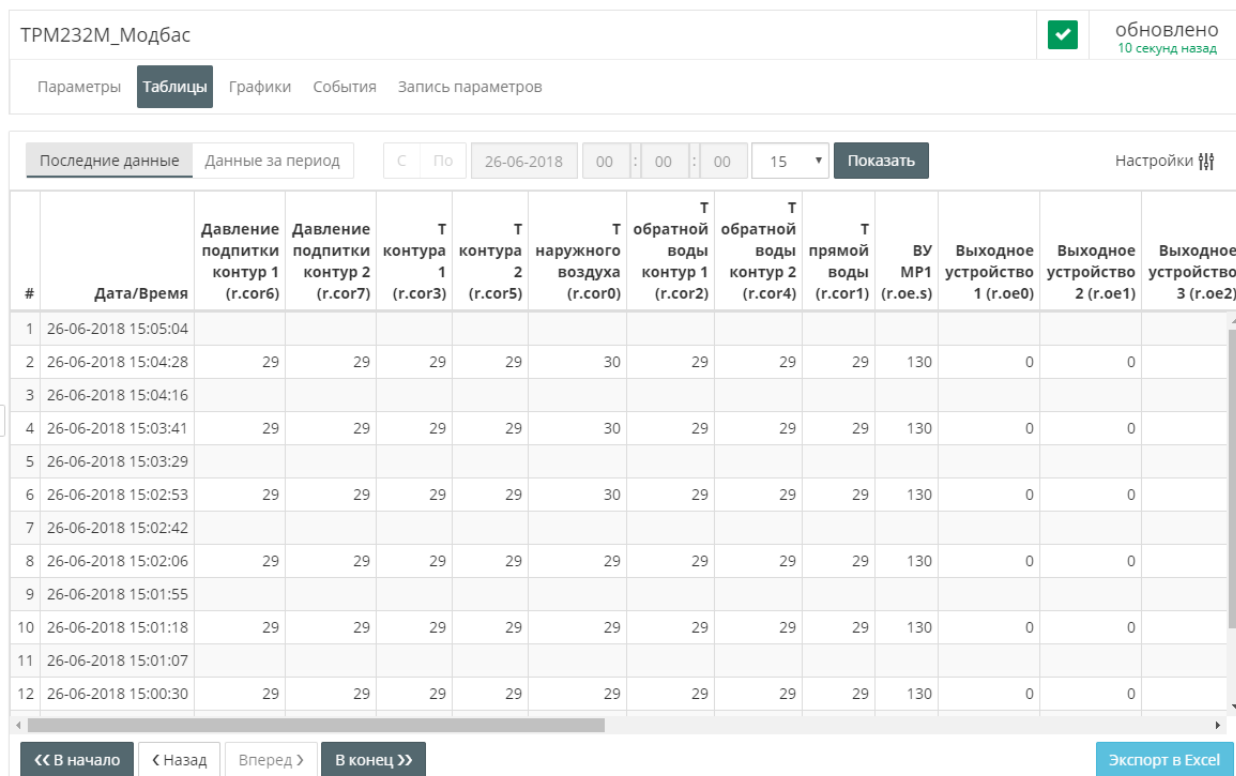 ТРМ232М_Модбас
обновлено
10 секунд назад
Параметры Таблицы Графики События Запись параметров
Последние данные Данные за период С По 26-06-2018 00 : 00 : 00 15 Показать Настройки
# Дата/Время Давление подпитки контур 1 (r.cor6) Давление подпитки контур 2 (r.cor7) Т контура 1 (r.cor3) Т контура 2 (r.cor5) Т наружного воздуха (r.cor0) Т обратной воды контур 1 (r.cor2) Т обратной воды контур 2 (r.cor4) Т прямой воды (r.cor1) ВУ МР1 (r.oe.s) Выходное устройство 1 (r.oe0) Выходное устройство 2 (r.oe1) Выходное устройство 3 (r.oe2)
1 26-06-2018 15:05:04
2 26-06-2018 15:04:28 29 29 29 29 30 29 29 29 130 0 0
3 26-06-2018 15:04:16
4 26-06-2018 15:03:41 29 29 29 29 30 29 29 29 130 0 0
5 26-06-2018 15:03:29
6 26-06-2018 15:02:53 29 29 29 29 30 29 29 29 130 0 0
7 26-06-2018 15:02:42
8 26-06-2018 15:02:06 29 29 29 29 29 29 29 29 130 0 0
9 26-06-2018 15:01:55
10 26-06-2018 15:01:18 29 29 29 29 29 29 29 29 130 0 0
11 26-06-2018 15:01:07
12 26-06-2018 15:00:30 29 29 29 29 29 29 29 29 130 0 0
В начало Назад Вперед В конец Экспорт в Excel